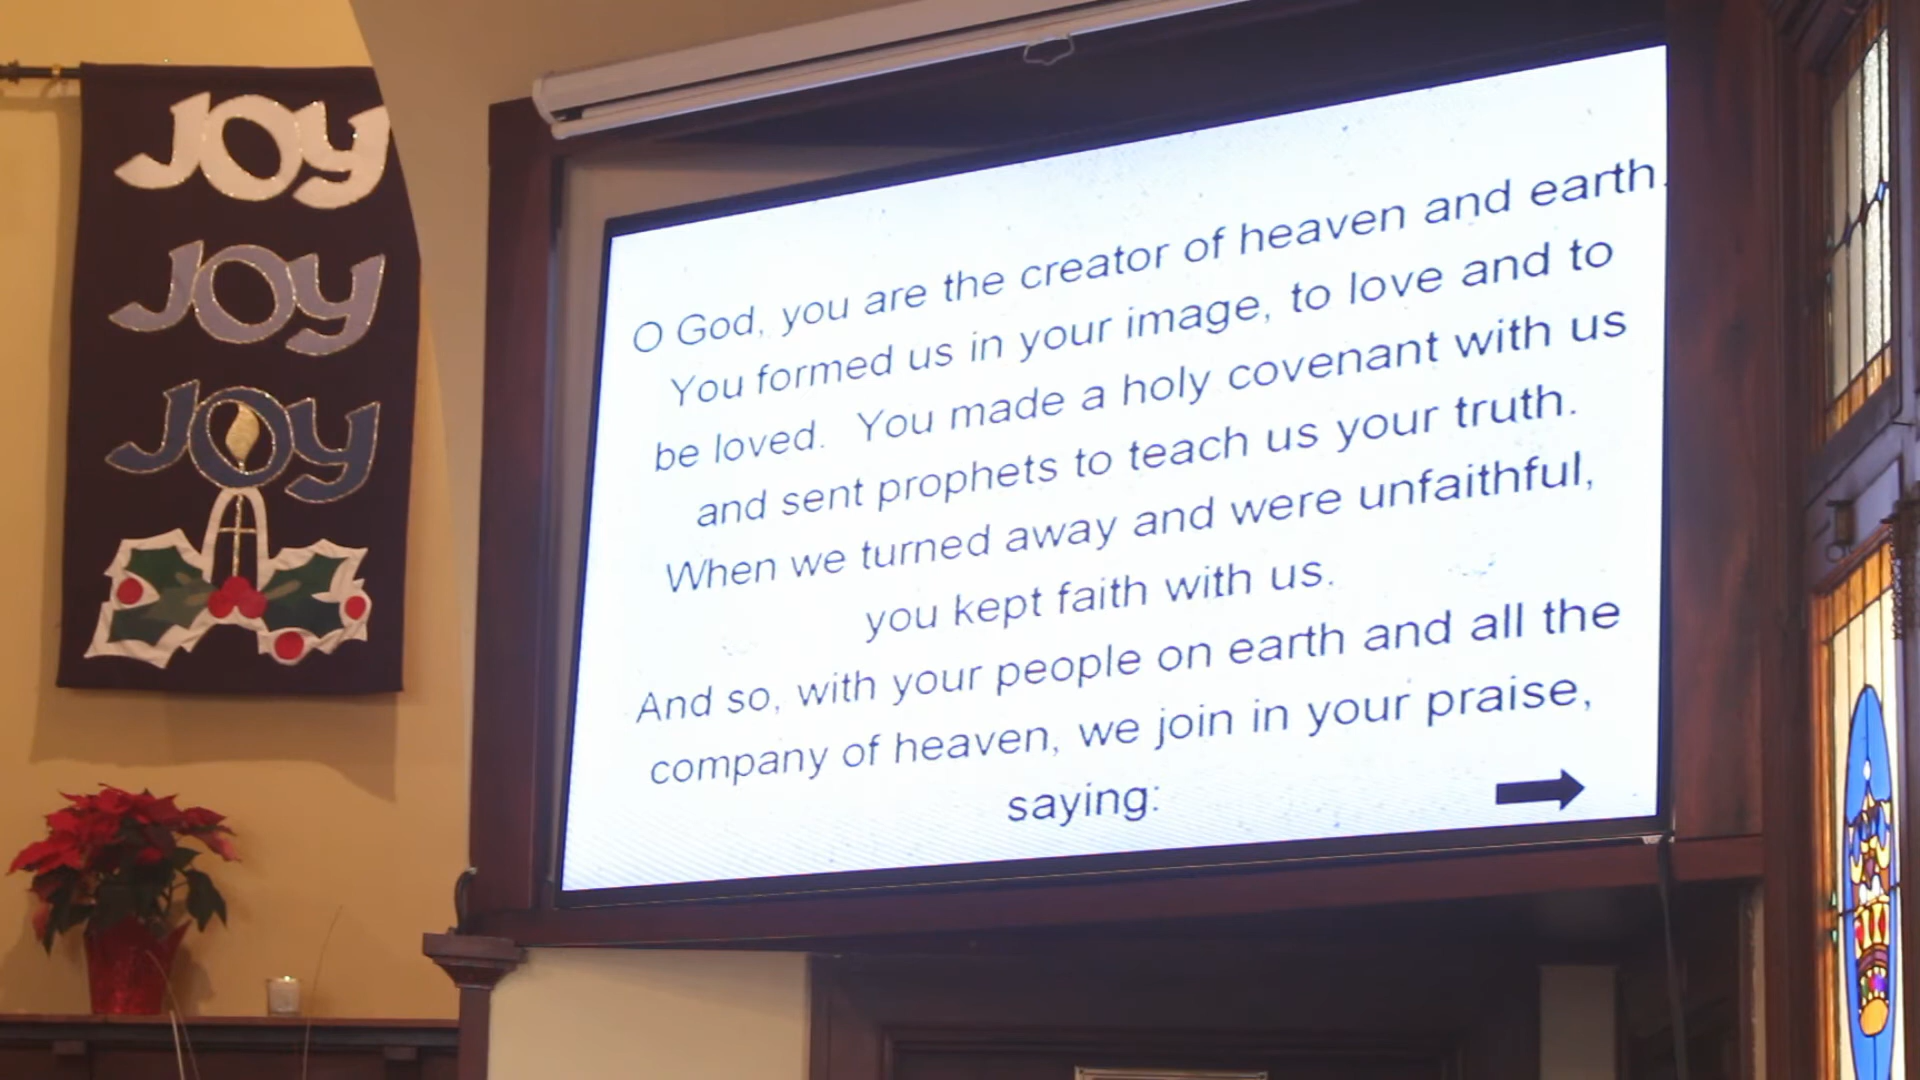 JOY
JOY
JOY
O God, you are the creator of heaven and earth.
You formed us in your image, to love and to
be loved. You made a holy covenant with us
and sent prophets to teach us your truth.
When we turned away and were unfaithful,
you kept faith with us.
And so, with your people on earth and all the
company of heaven, we join in your praise,
saying: